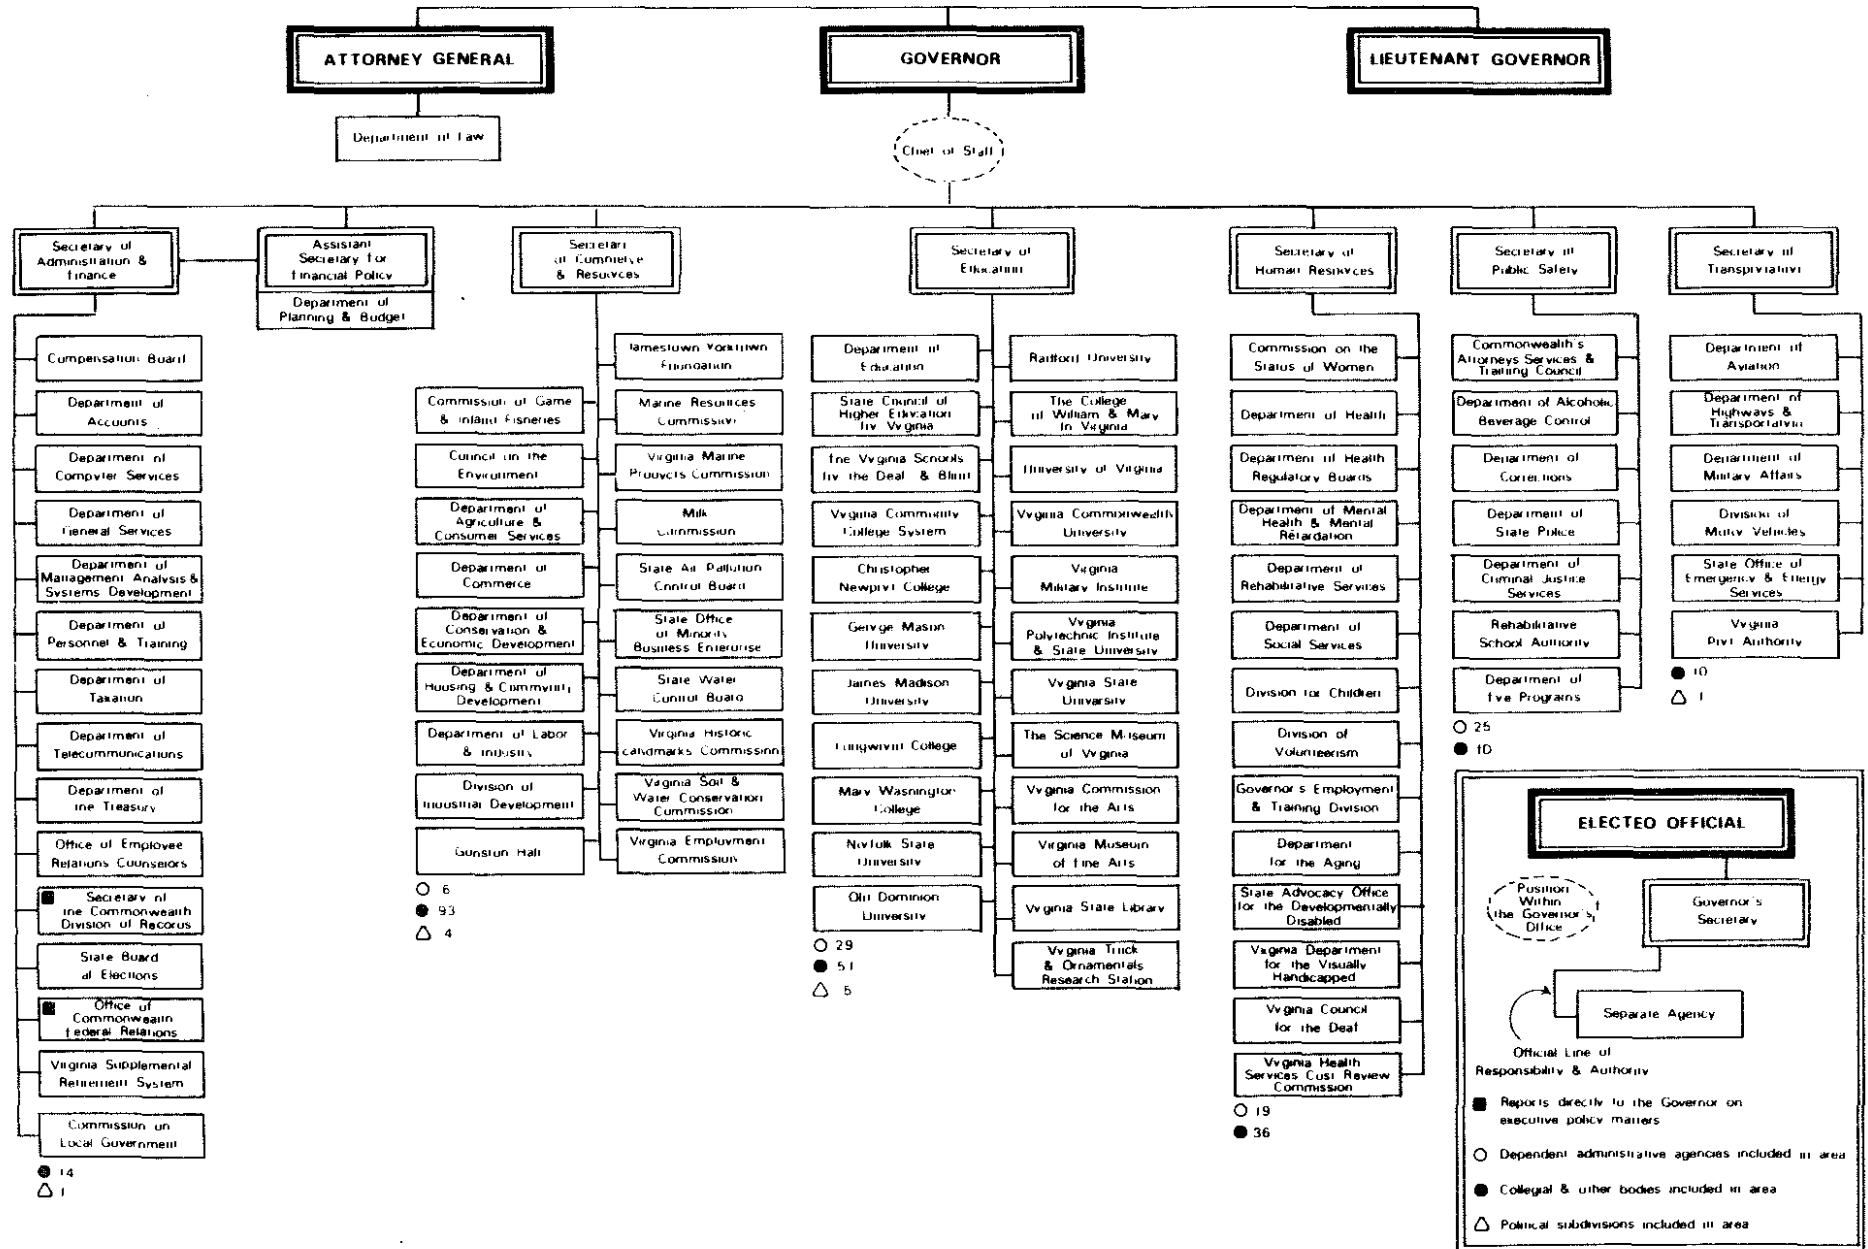 ATTORNEY GENERAL
GOVERNOR
LIEUTENANT GOVERNOR
Department of Law
Chief of Staff
Secretary of
Administration &
Finance
Assistant
Secretary for
Financial Policy
Department of
Planning & Budget
Secretary
of Commerce
& Resources
Secretary of
Education
Secretary of
Human Resources
Secretary of
Public Safety
Secretary of
Transportation
Compensation Board
Department of
Accounts
Department of
Computer Services
Department of
General Services
Department of
Management Analysis &
Systems Development
Department of
Personnel & Training
Department of
Taxation
Department of
Telecommunications
Department of
the Treasury
Office of Employee
Relations Counselors
Secretary of
the Commonwealth
Division of Records
State Board
of Elections
Office of
Commonwealth
Federal Relations
Virginia Supplemental
Retirement System
Commission on
Local Government
14
1
Commission of Game
& Inland Fisheries
Council on the
Environment
Department of
Agriculture &
Consumer Services
Department of
Commerce
Department of
Conservation &
Economic Development
Department of
Housing & Community
Development
Department of Labor
& Industry
Division of
Industrial Development
Gunston Hall
6
93
4
Jamestown Yorktown
Foundation
Marine Resources
Commission
Virginia Marine
Products Commission
Milk
Commission
State Air Pollution
Control Board
State Office
of Minority
Business Enterprise
State Water
Control Board
Virginia Historic
Landmarks Commission
Virginia Soil &
Water Conservation
Commission
Virginia Employment
Commission
Department of
Education
State Council of
Higher Education
for Virginia
The Virginia Schools
for the Deaf & Blind
Virginia Community
College System
Christopher
Newport College
George Mason
University
James Madison
University
Longwood College
Mary Washington
College
Norfolk State
University
Old Dominion
University
29
51
5
Radford University
The College
of William & Mary
In Virginia
University of Virginia
Virginia Commonwealth
University
Virginia
Military Institute
Virginia
Polytechnic Institute
& State University
Virginia State
University
The Science Museum
of Virginia
Virginia Commission
for the Arts
Virginia Museum
of Fine Arts
Virginia State Library
Virginia Truck
& Ornamentals
Research Station
Commission on the
Status of Women
Department of Health
Department of Health
Regulatory Boards
Department of Mental
Health & Mental
Retardation
Department of
Rehabilitative Services
Department of
Social Services
Division for Children
Division of
Volunteerism
Governor's Employment
& Training Division
Department
for the Aging
State Advocacy Office
for the Developmentally
Disabled
Virginia Department
for the Visually
Handicapped
Virginia Council
for the Deaf
Virginia Health
Services Cost Review
Commission
19
36
Commonwealth's
Attorneys Services &
Training Council
Department of Alcoholic
Beverage Control
Department of
Corrections
Department of
State Police
Department of
Criminal Justice
Services
Rehabilitative
School Authority
Department of
Fire Programs
25
10
Department of
Aviation
Department of
Highways &
Transportation
Department of
Military Affairs
Division of
Motor Vehicles
State Office of
Emergency & Energy
Services
Virginia
Port Authority
10
1
ELECTED OFFICIAL
Position
Within
the Governor's
Office
Governor's
Secretary
Separate Agency
Official Line of
Responsibility & Authority
Reports directly to the Governor on
executive policy matters
Dependent administrative agencies included in area
Collegial & other bodies included in area
Political subdivisions included in area